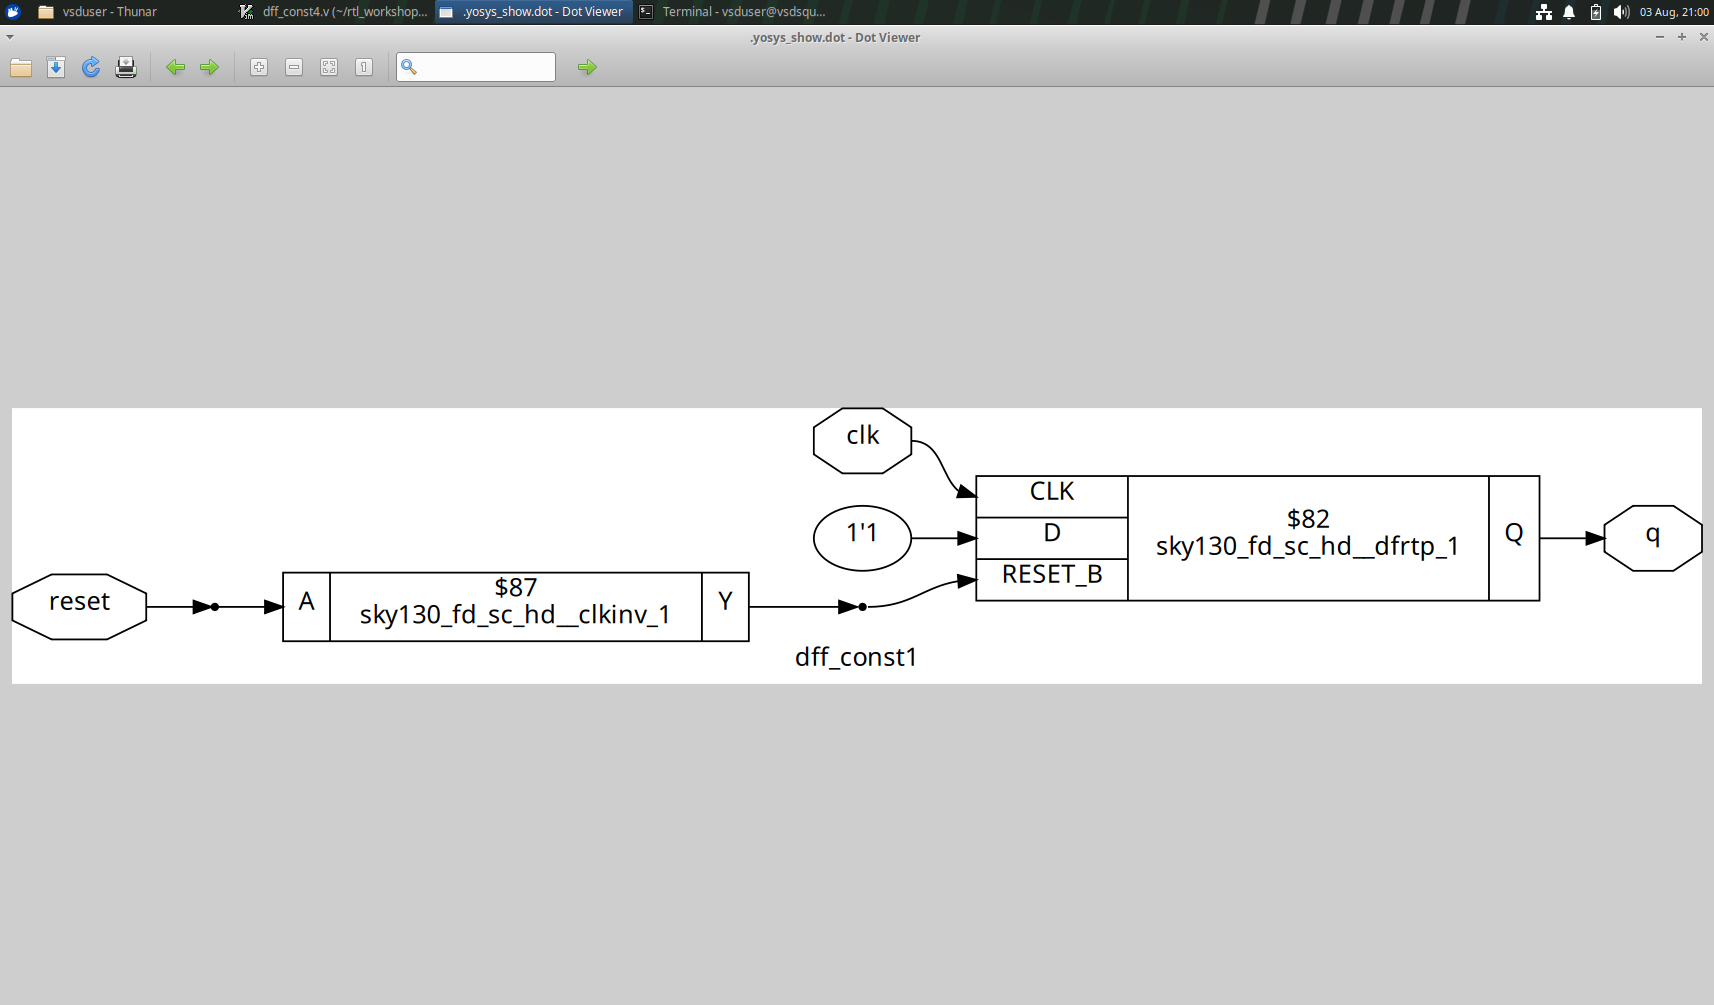 vsduser - Thunar
dff_const4.v (~/rtl_workshop...
.yosys_show.dot - Dot Viewer
Terminal - vsduser@vsdsqu...
03 Aug, 21:00
.yosys_show.dot - Dot Viewer
clk
CLK
1'1
D
RESET_B
$82
sky130_fd_sc_hd__dfrtp_1
Q
q
reset
A
$87
sky130_fd_sc_hd__clkinv_1
Y
dff_const1